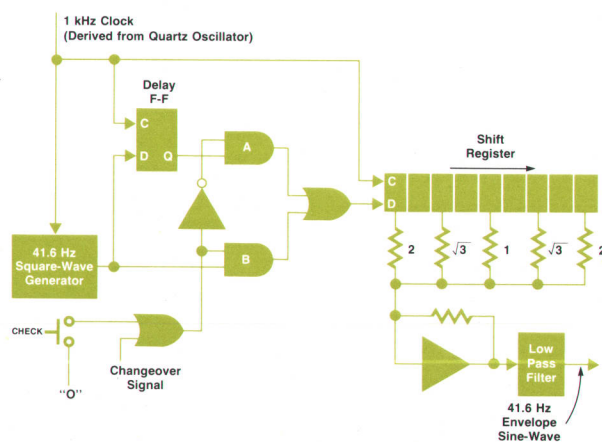 1 kHz Clock
(Derived from Quartz Oscillator)
Delay
F-F
C
D Q
A
B
Shift
Register
C
D
2 √3 1 √3 2
41.6 Hz
Square-Wave
Generator
CHECK
"O"
Changeover
Signal
Low
Pass
Filter
41.6 Hz
Envelope
Sine-Wave